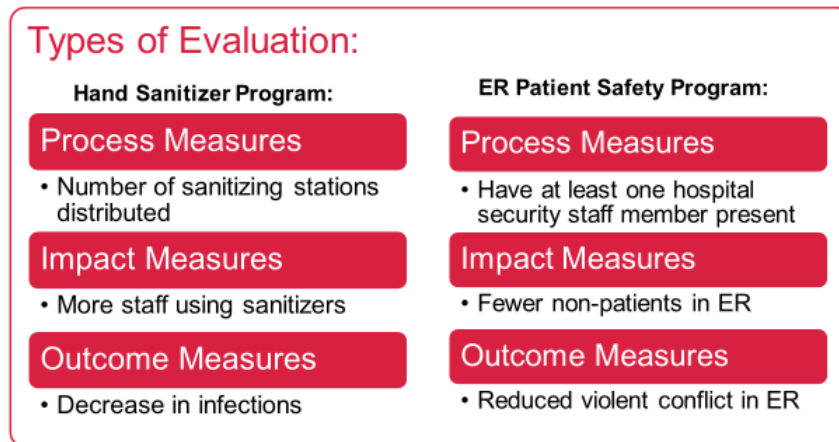 Types of Evaluation:
Hand Sanitizer Program:
Process Measures
• Number of sanitizing stations
distributed
Impact Measures
• More staff using sanitizers
Outcome Measures
• Decrease in infections
ER Patient Safety Program:
Process Measures
• Have at least one hospital
security staff member present
Impact Measures
• Fewer non-patients in ER
Outcome Measures
• Reduced violent conflict in ER